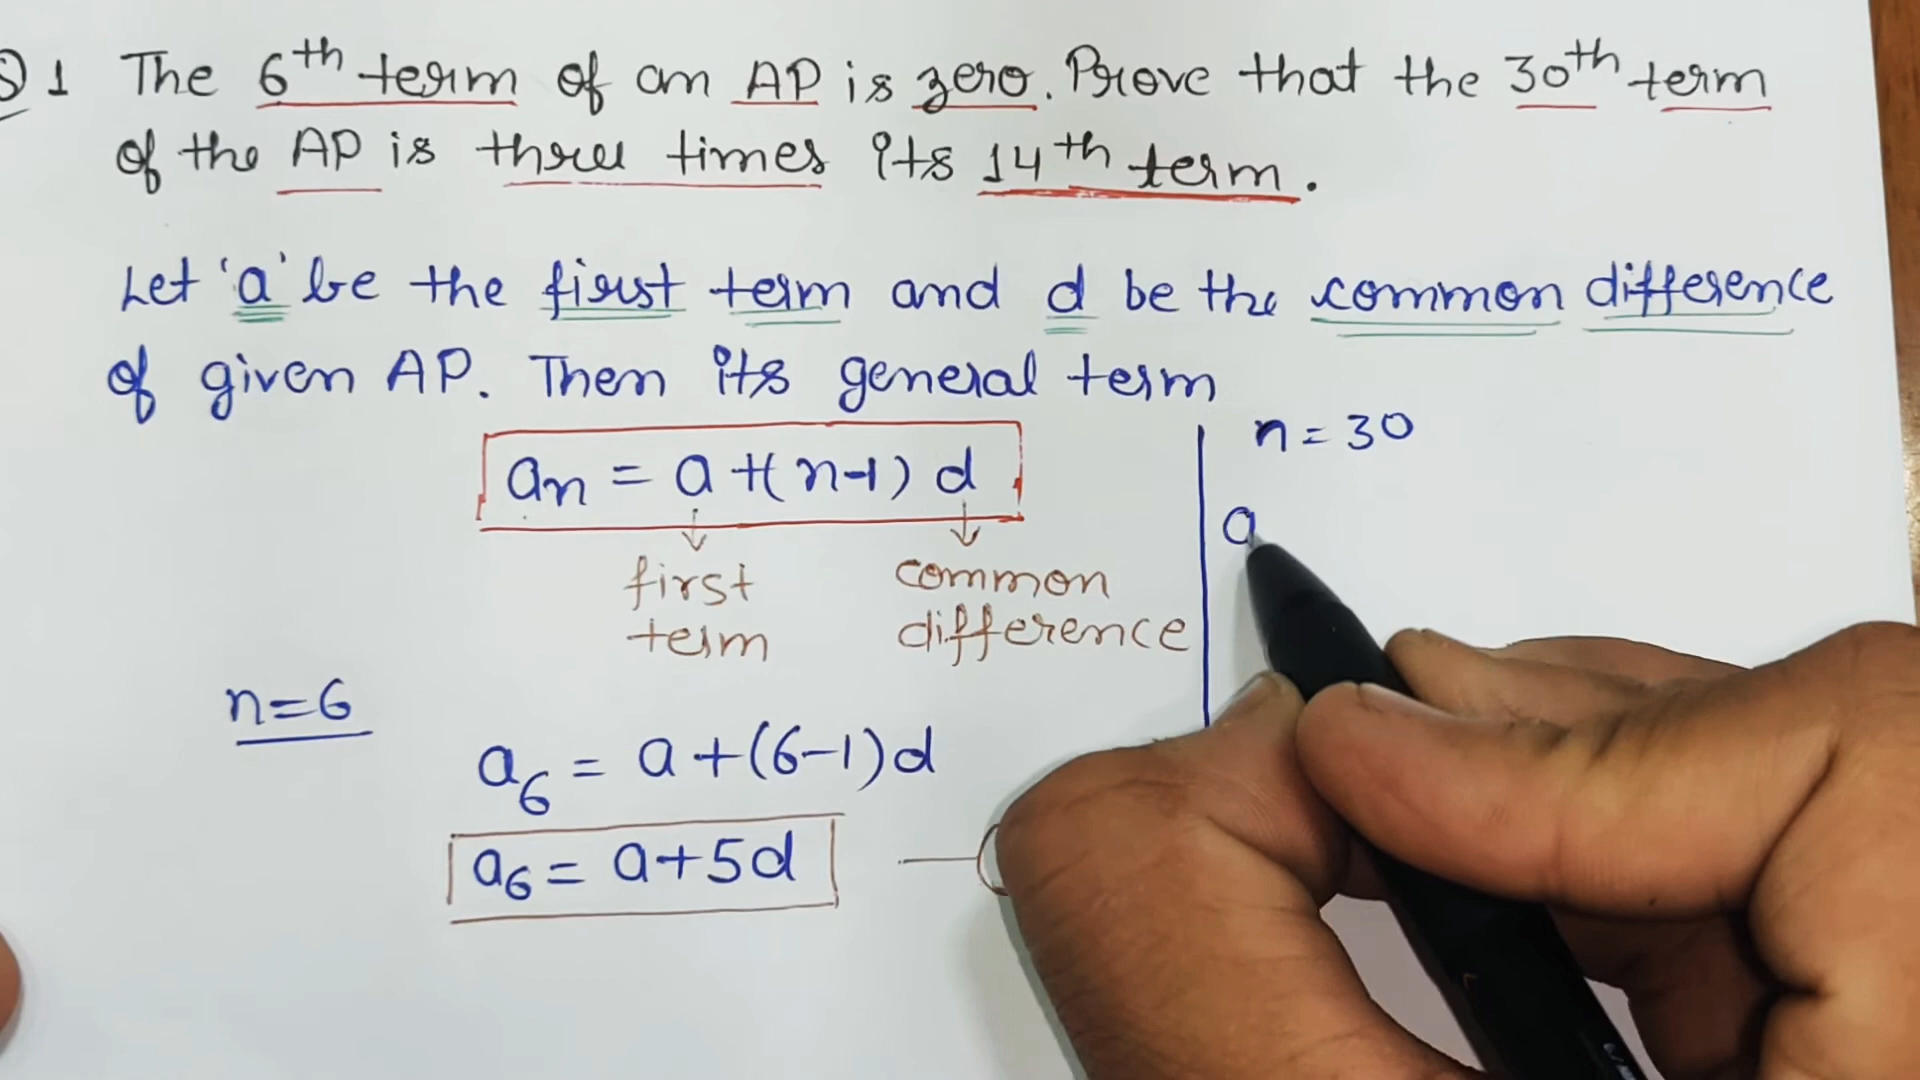 Q 1 The 6th term of an AP is zero. Prove that the 30th term
of the AP is three times its 14th term.
Let 'a' be the first term and d be the common difference
of given AP. Then its general term
an = a+(n-1) d
first
term
common
difference
n=6
a6 = a+(6-1)d
a6 = a+5d
n=30
a